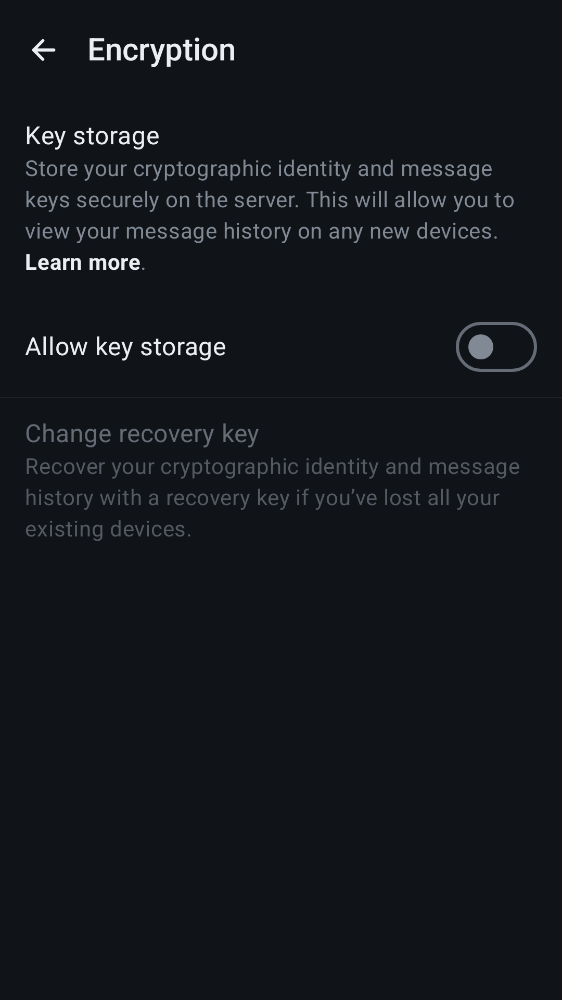 Encryption
Key storage
Store your cryptographic identity and message
keys securely on the server. This will allow you to
view your message history on any new devices.
Learn more.
Allow key storage
Change recovery key
Recover your cryptographic identity and message
history with a recovery key if you’ve lost all your
existing devices.